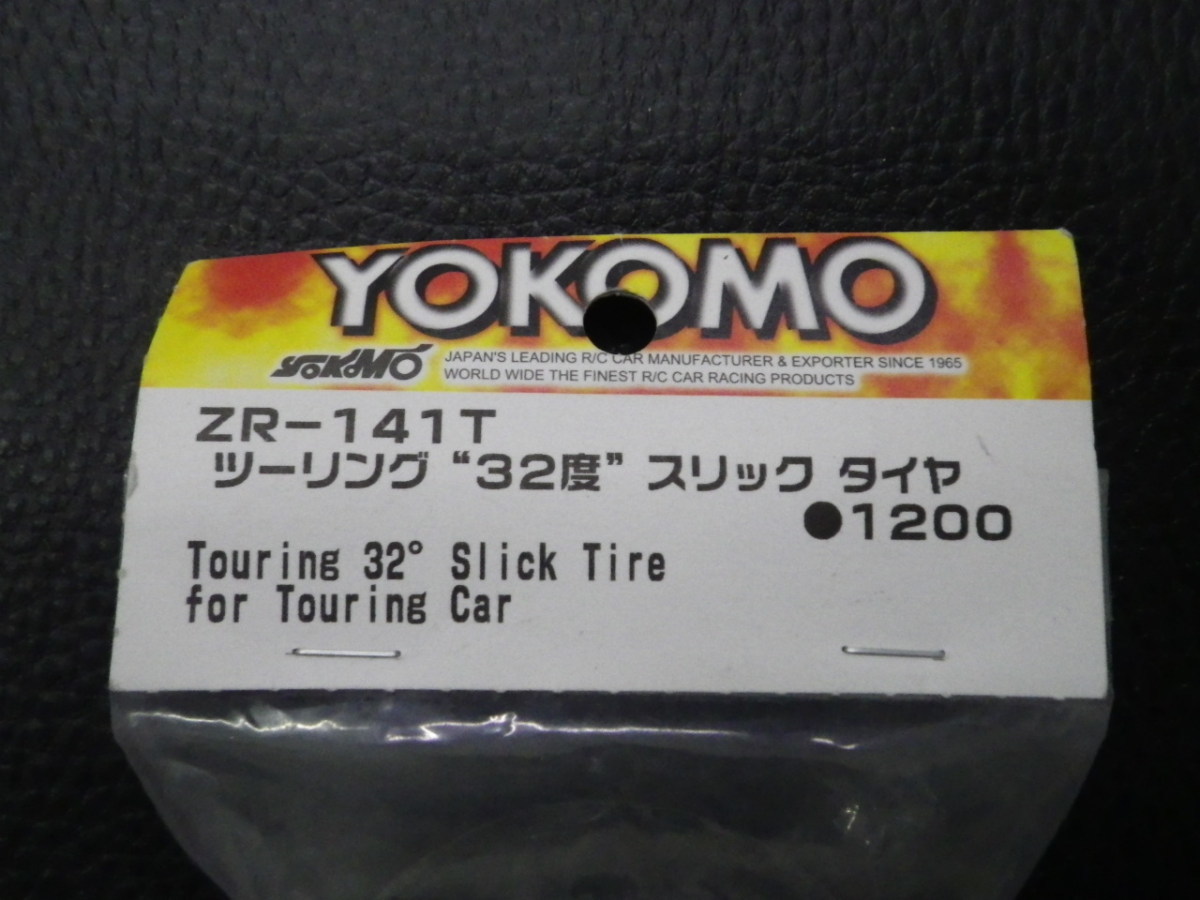 YOKOMO
YOKOMO JAPAN'S LEADING R/C CAR MANUFACTURER & EXPORTER SINCE 1965
WORLD WIDE THE FINEST R/C CAR RACING PRODUCTS
ZR-141T
ツーリング “32度” スリック タイヤ
●1200
Touring 32° Slick Tire
for Touring Car